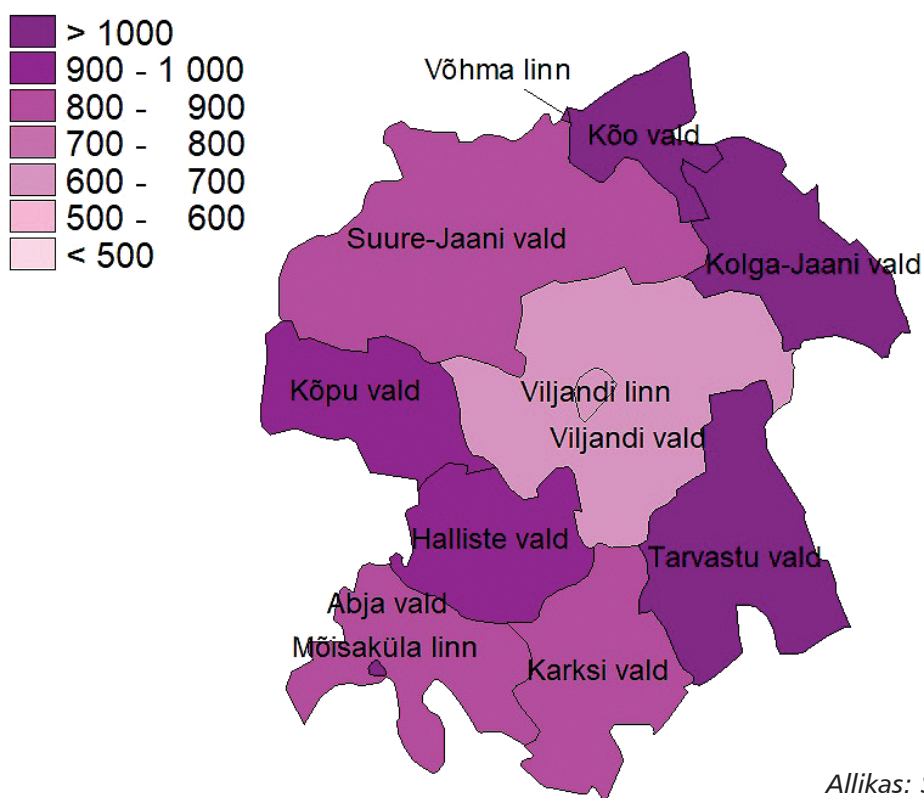 > 1000
900 - 1 000
800 - 900
700 - 800
600 - 700
500 - 600
< 500
Võhma linn
Kõo vald
Suure-Jaani vald
Kolga-Jaani vald
Kõpu vald
Viljandi linn
Viljandi vald
Halliste vald
Tarvastu vald
Abja vald
Mõisaküla linn
Karksi vald
Allikas: